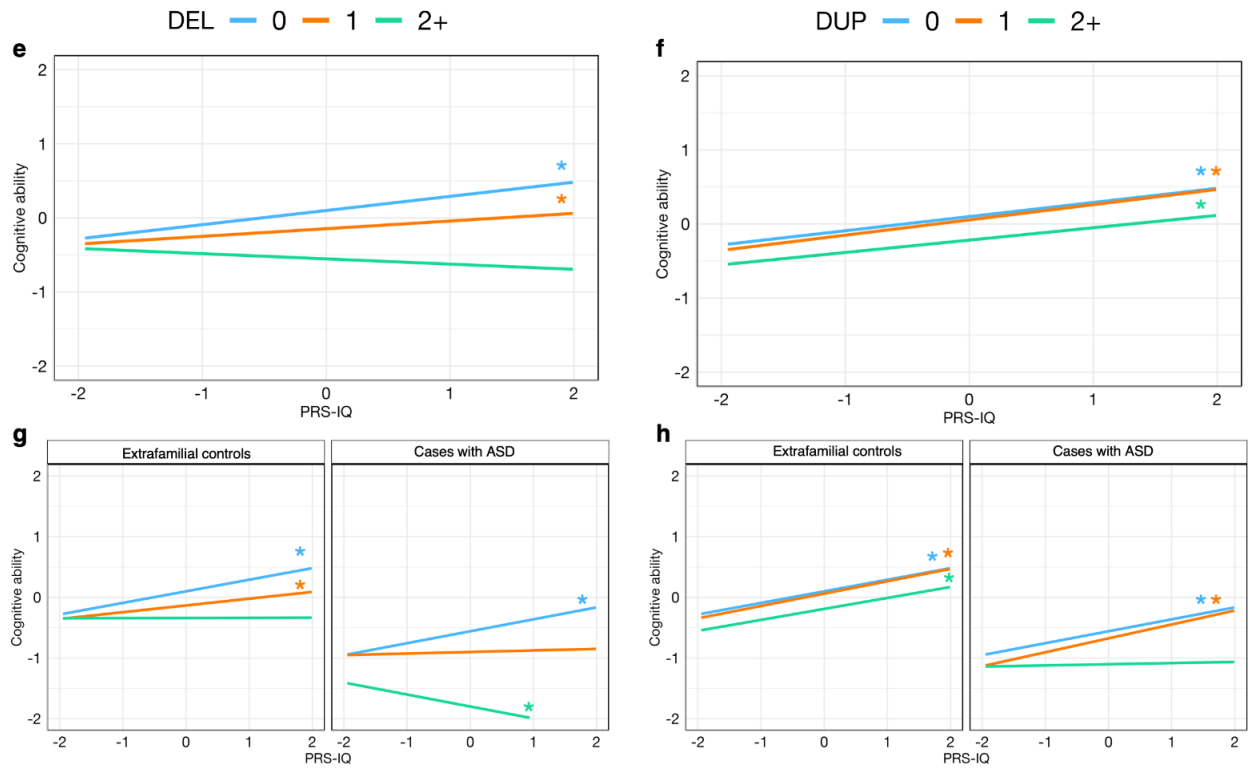 DEL 0 1 2+
e
2
1
0
-1
-2
Cognitive ability
-2 -1 0 1 2
PRS-IQ
DUP 0 1 2+
f
2
1
0
-1
-2
Cognitive ability
-2 -1 0 1 2
PRS-IQ
g
Extrafamilial controls Cases with ASD
2
1
0
-1
-2
Cognitive ability
* * * *
-2 -1 0 1 2 -2 -1 0 1 2
PRS-IQ
h
Extrafamilial controls Cases with ASD
2
1
0
-1
-2
Cognitive ability
-2 -1 0 1 2 -2 -1 0 1 2
PRS-IQ